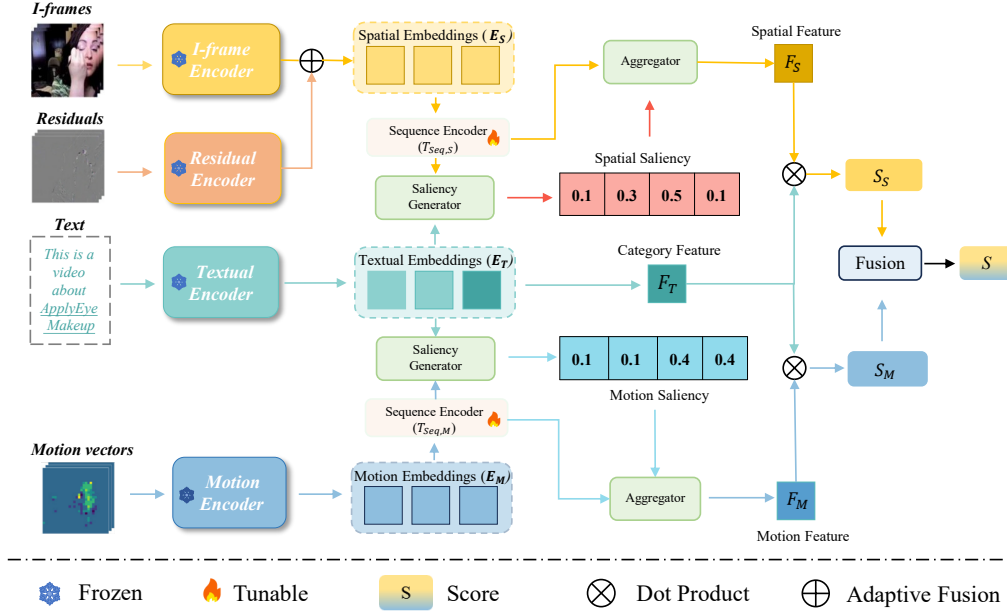 I-frames
I-frame
Encoder
Spatial Embeddings (E_S)
Sequence Encoder
(T_{Seq,S})
Aggregator
Spatial Feature
F_S
Residuals
Residual
Encoder
Saliency
Generator
Spatial Saliency
0.1 0.3 0.5 0.1
S_S
Text
This is a
video
about
ApplyEye
Makeup
Textual
Encoder
Textual Embeddings (E_T)
Category Feature
F_T
Fusion
S
Saliency
Generator
0.1 0.1 0.4 0.4
Motion Saliency
S_M
Sequence Encoder
(T_{Seq,M})
Motion vectors
Motion
Encoder
Motion Embeddings (E_M)
Aggregator
F_M
Motion Feature
Frozen
Tunable
S
Score
Dot Product
Adaptive Fusion